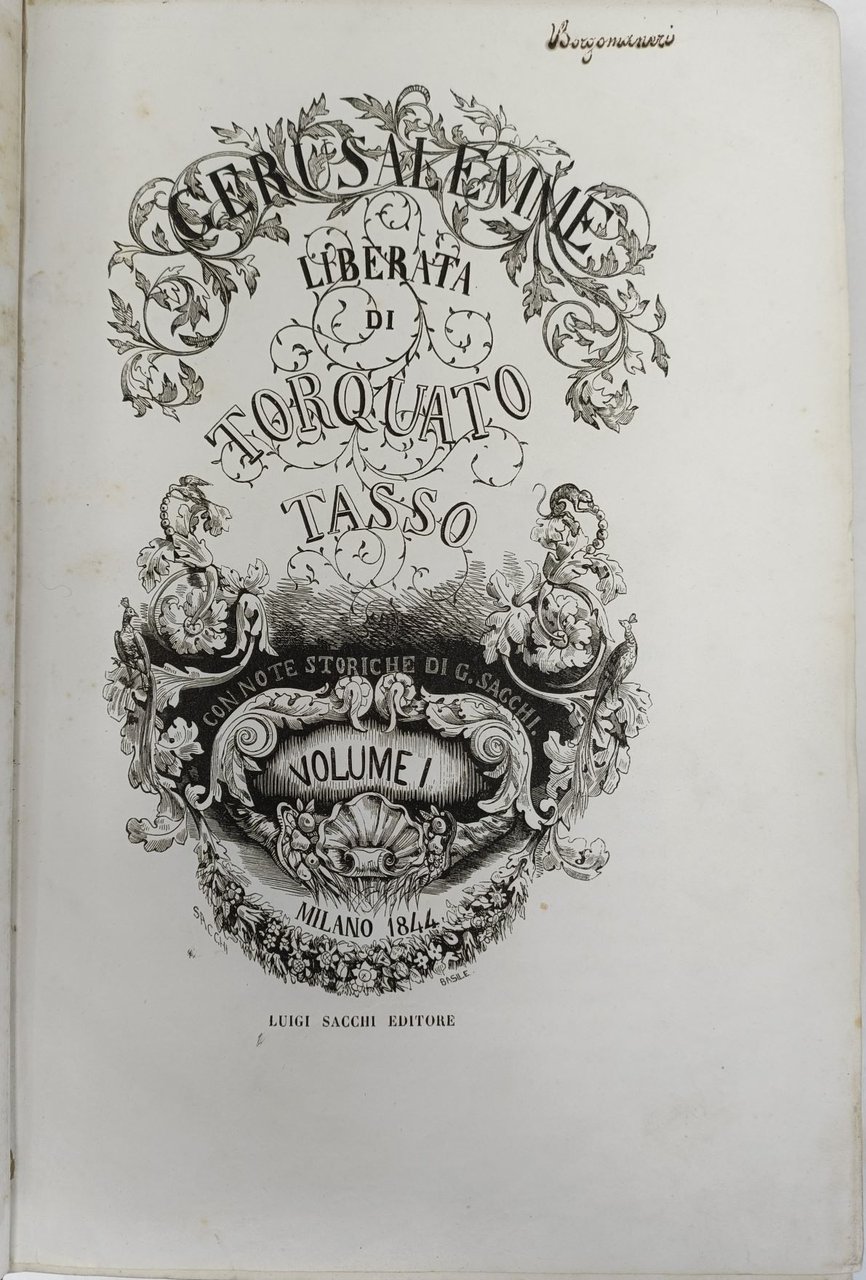 Borgomaneri
GERUSALEMME
LIBERATA
DI
TORQUATO
TASSO
CON NOTE STORICHE DI G. SACCHI.
VOLUME I
MILANO 1844
SACCHI
BASILE
LUIGI SACCHI EDITORE